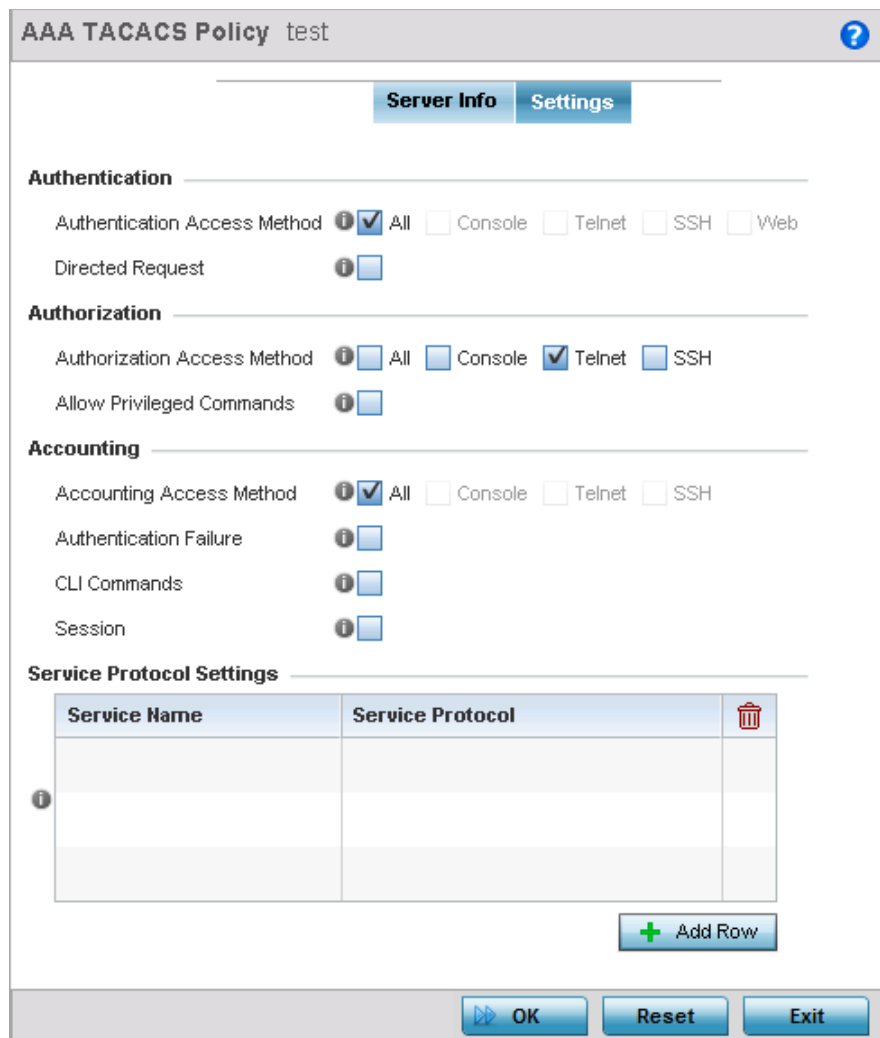 AAA TACACS Policy test
Server Info Settings
Authentication
Authentication Access Method All Console Telnet SSH Web
Directed Request
Authorization
Authorization Access Method All Console Telnet SSH
Allow Privileged Commands
Accounting
Accounting Access Method All Console Telnet SSH
Authentication Failure
CLI Commands
Session
Service Protocol Settings
Service Name Service Protocol
Add Row
OK Reset Exit